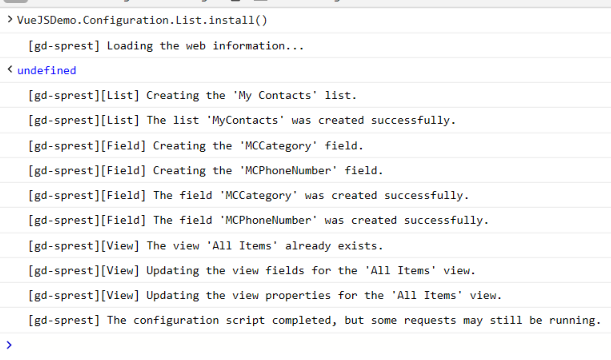 VueJSDemo.Configuration.List.install()
[gd-sprest] Loading the web information...
undefined
[gd-sprest][List] Creating the 'My Contacts' list.
[gd-sprest][List] The list 'MyContacts' was created successfully.
[gd-sprest][Field] Creating the 'MCCategory' field.
[gd-sprest][Field] Creating the 'MCPhoneNumber' field.
[gd-sprest][Field] The field 'MCCategory' was created successfully.
[gd-sprest][Field] The field 'MCPhoneNumber' was created successfully.
[gd-sprest][View] The view 'All Items' already exists.
[gd-sprest][View] Updating the view fields for the 'All Items' view.
[gd-sprest][View] Updating the view properties for the 'All Items' view.
[gd-sprest] The configuration script completed, but some requests may still be running.